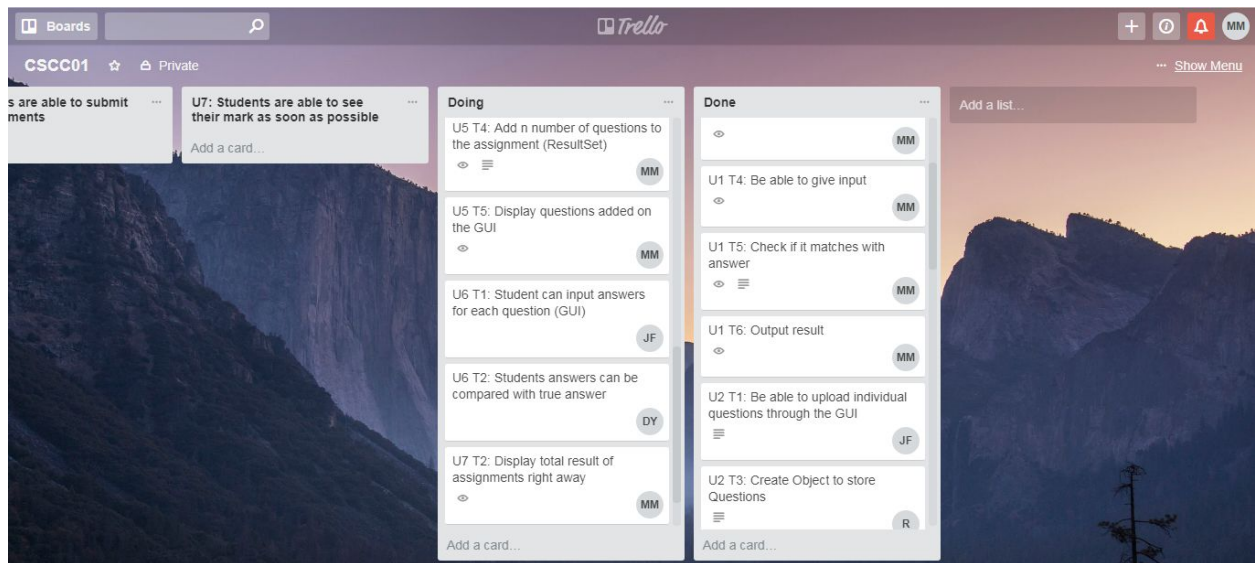 Boards
Trello
MM
CSCC01
Private
Show Menu
s are able to submit
ments
U7: Students are able to see
their mark as soon as possible
Add a card...
Doing
U5 T4: Add n number of questions to
the assignment (ResultSet)
MM
U5 T5: Display questions added on
the GUI
MM
U6 T1: Student can input answers
for each question (GUI)
JF
U6 T2: Students answers can be
compared with true answer
DY
U7 T2: Display total result of
assignments right away
MM
Add a card...
Done
MM
U1 T4: Be able to give input
MM
U1 T5: Check if it matches with
answer
MM
U1 T6: Output result
MM
U2 T1: Be able to upload individual
questions through the GUI
JF
U2 T3: Create Object to store
Questions
R
Add a card...
Add a list...